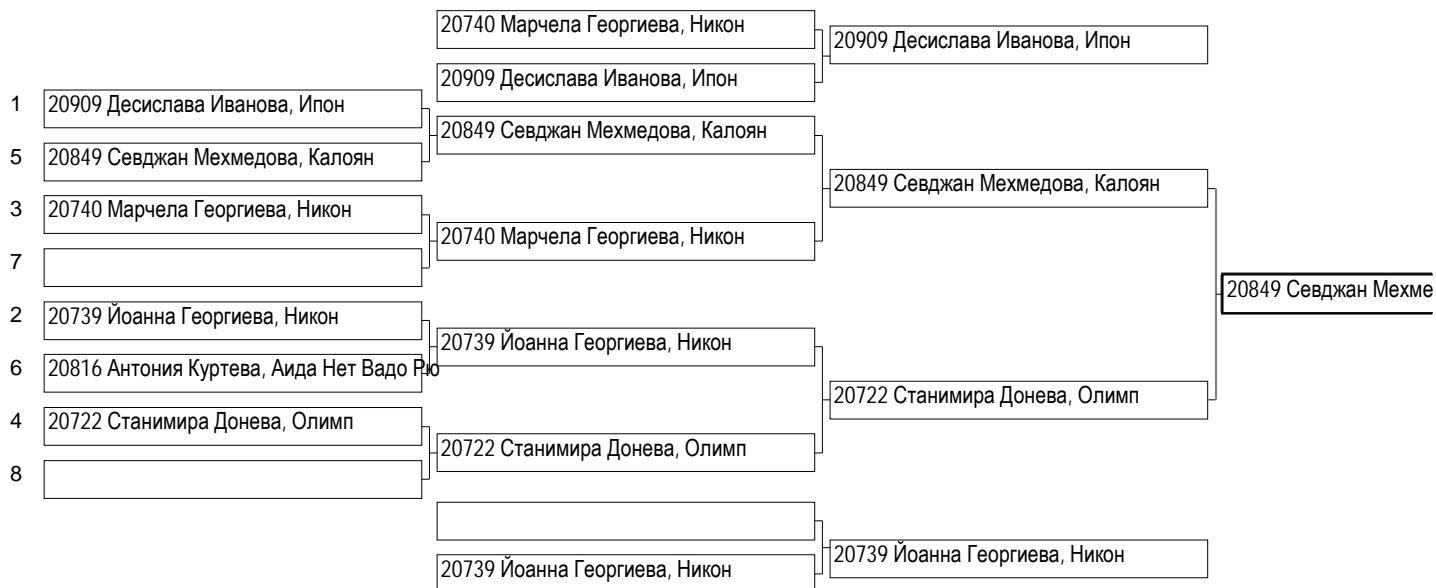 20740 Марчела Георгиева, Никон
20909 Десислава Иванова, Ипон
20909 Десислава Иванова, Ипон
1 20909 Десислава Иванова, Ипон
20849 Севджан Мехмедова, Калоян
5 20849 Севджан Мехмедова, Калоян
20849 Севджан Мехмедова, Калоян
3 20740 Марчела Георгиева, Никон
20740 Марчела Георгиева, Никон
7
20849 Севджан Мехме
2 20739 Йоанна Георгиева, Никон
20739 Йоанна Георгиева, Никон
6 20816 Антония Куртева, Аида Нет Вадо Рю
20722 Станимира Донева, Олимп
4 20722 Станимира Донева, Олимп
20722 Станимира Донева, Олимп
8
20739 Йоанна Георгиева, Никон
20739 Йоанна Георгиева, Никон